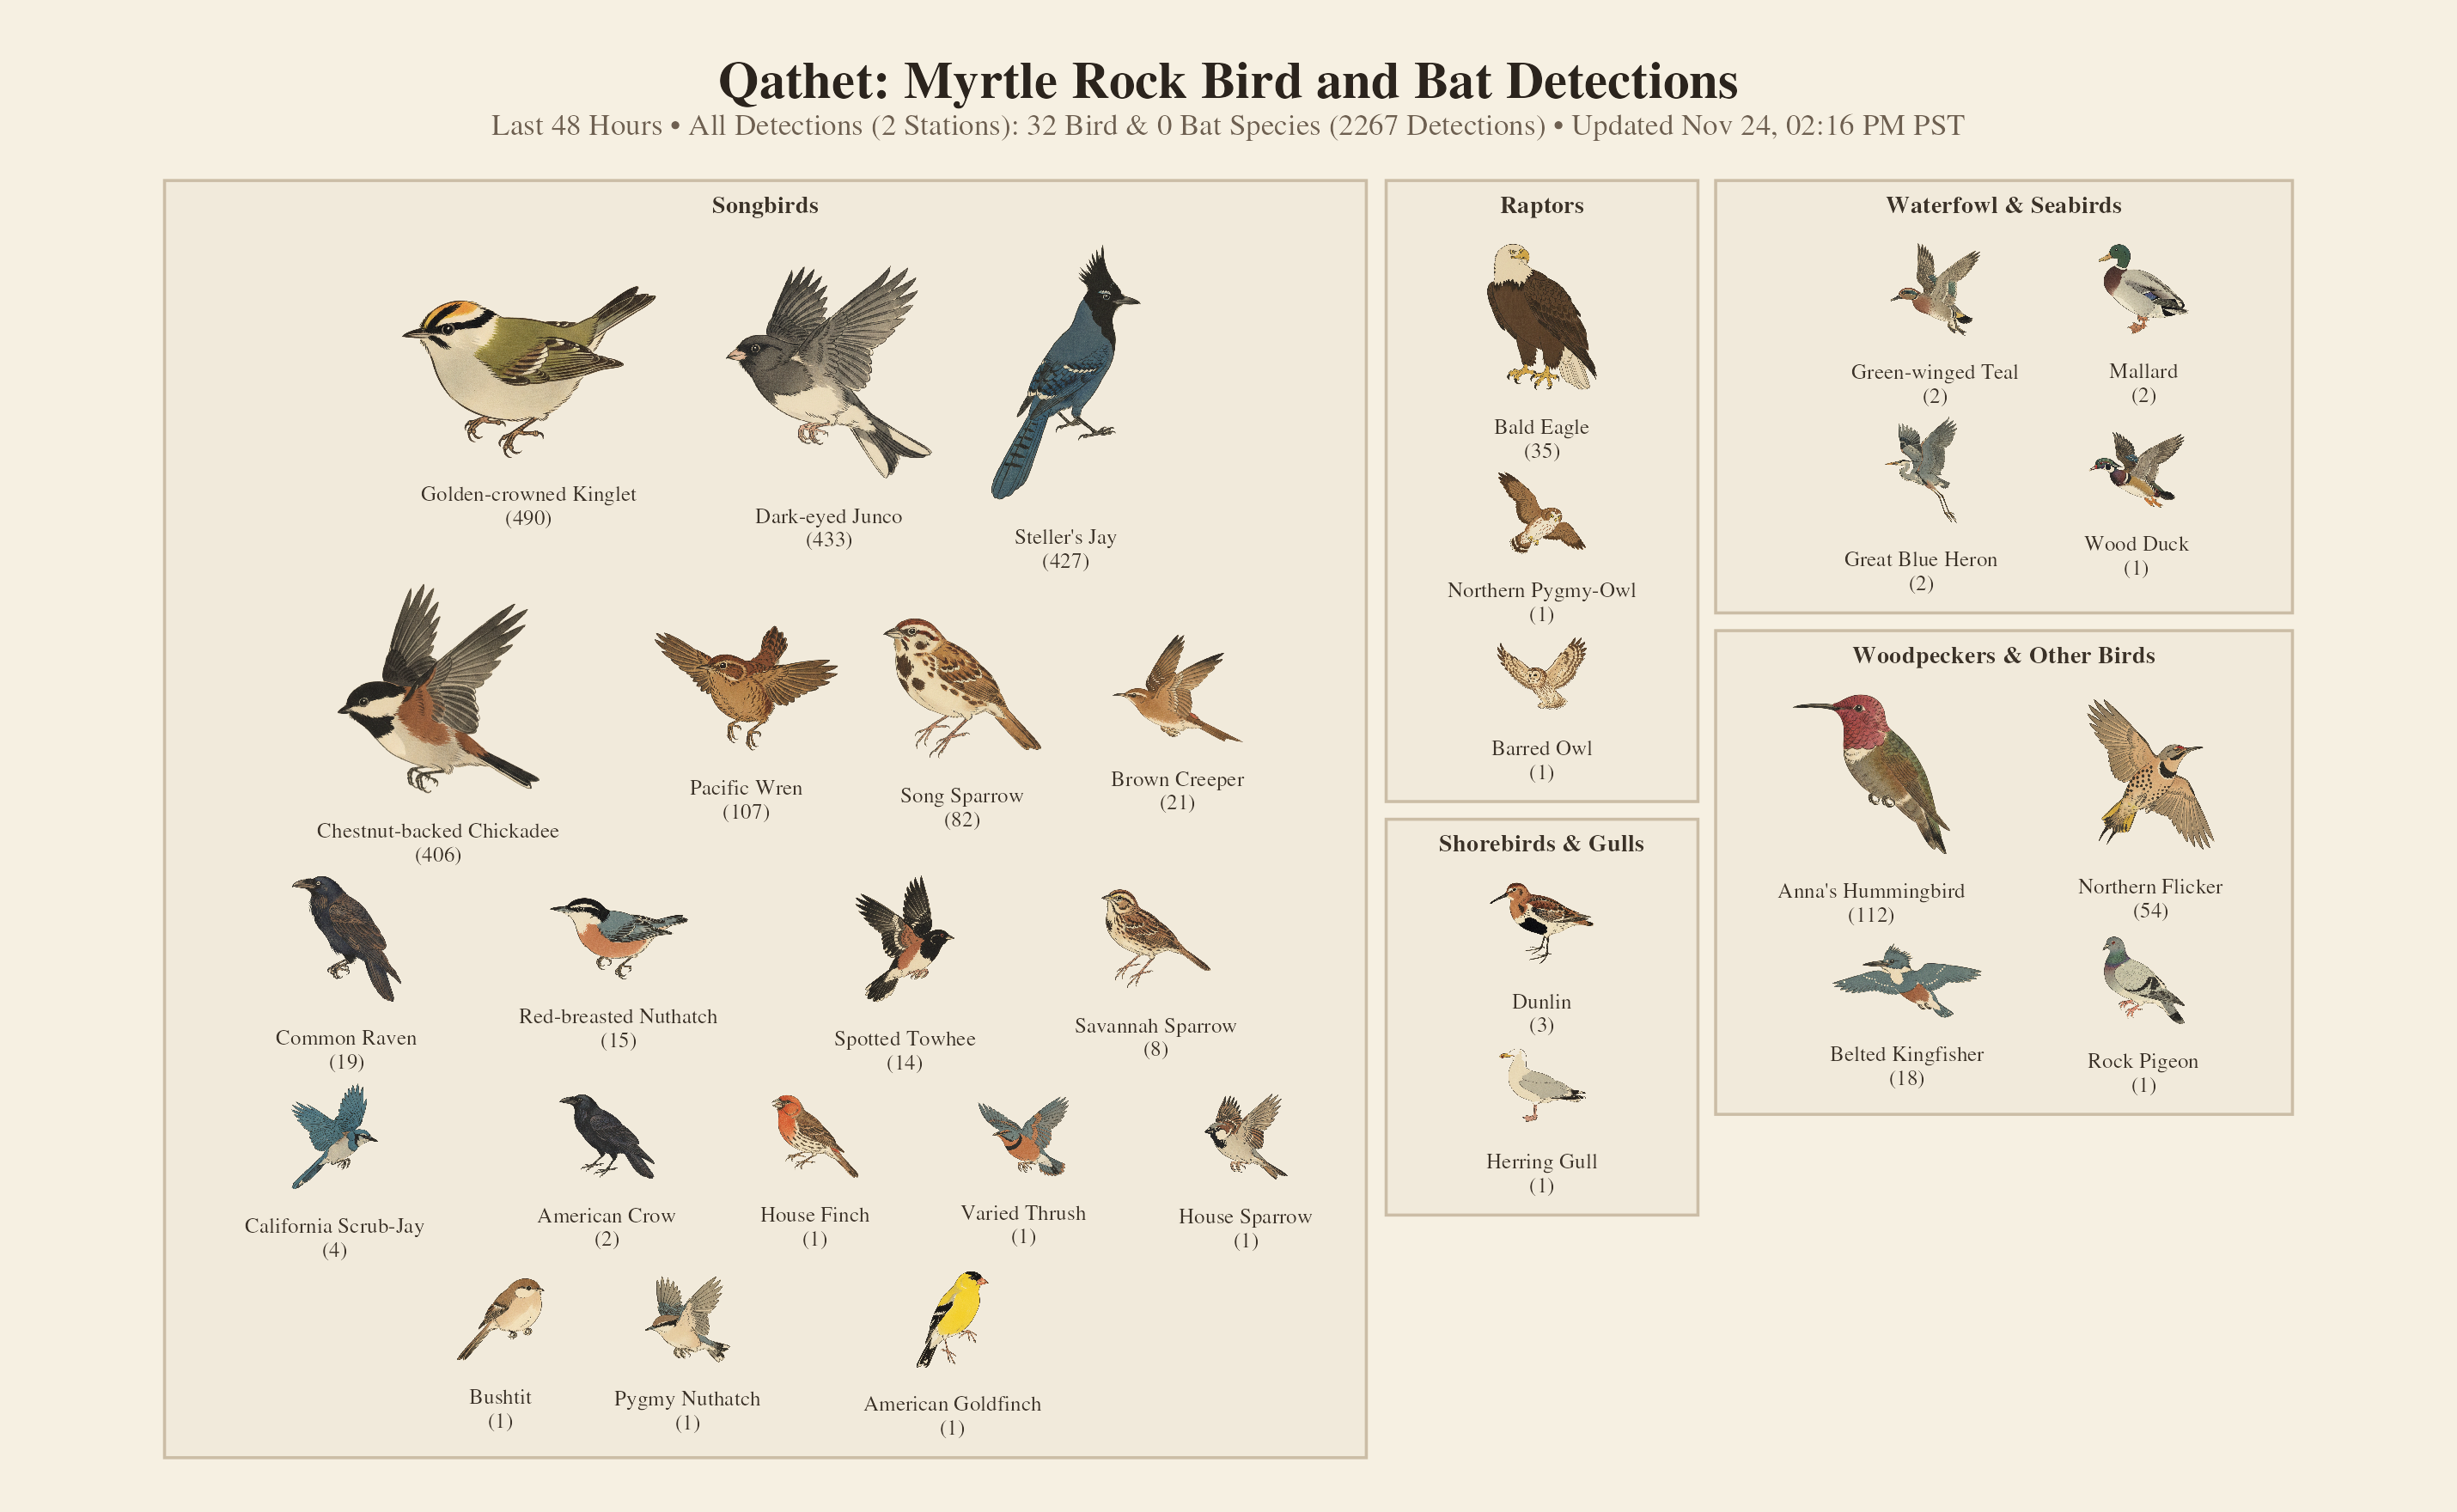 Qathet: Myrtle Rock Bird and Bat Detections
Last 48 Hours • All Detections (2 Stations): 32 Bird & 0 Bat Species (2267 Detections) • Updated Nov 24, 02:16 PM PST
Songbirds
Golden-crowned Kinglet
(490)
Dark-eyed Junco
(433)
Steller's Jay
(427)
Chestnut-backed Chickadee
(406)
Pacific Wren
(107)
Song Sparrow
(82)
Brown Creeper
(21)
Common Raven
(19)
Red-breasted Nuthatch
(15)
Spotted Towhee
(14)
Savannah Sparrow
(8)
California Scrub-Jay
(4)
American Crow
(2)
House Finch
(1)
Varied Thrush
(1)
House Sparrow
(1)
Bushtit
(1)
Pygmy Nuthatch
(1)
American Goldfinch
(1)
Raptors
Bald Eagle
(35)
Northern Pygmy-Owl
(1)
Barred Owl
(1)
Shorebirds & Gulls
Dunlin
(3)
Herring Gull
(1)
Waterfowl & Seabirds
Green-winged Teal
(2)
Mallard
(2)
Great Blue Heron
(2)
Wood Duck
(1)
Woodpeckers & Other Birds
Anna's Hummingbird
(112)
Northern Flicker
(54)
Belted Kingfisher
(18)
Rock Pigeon
(1)